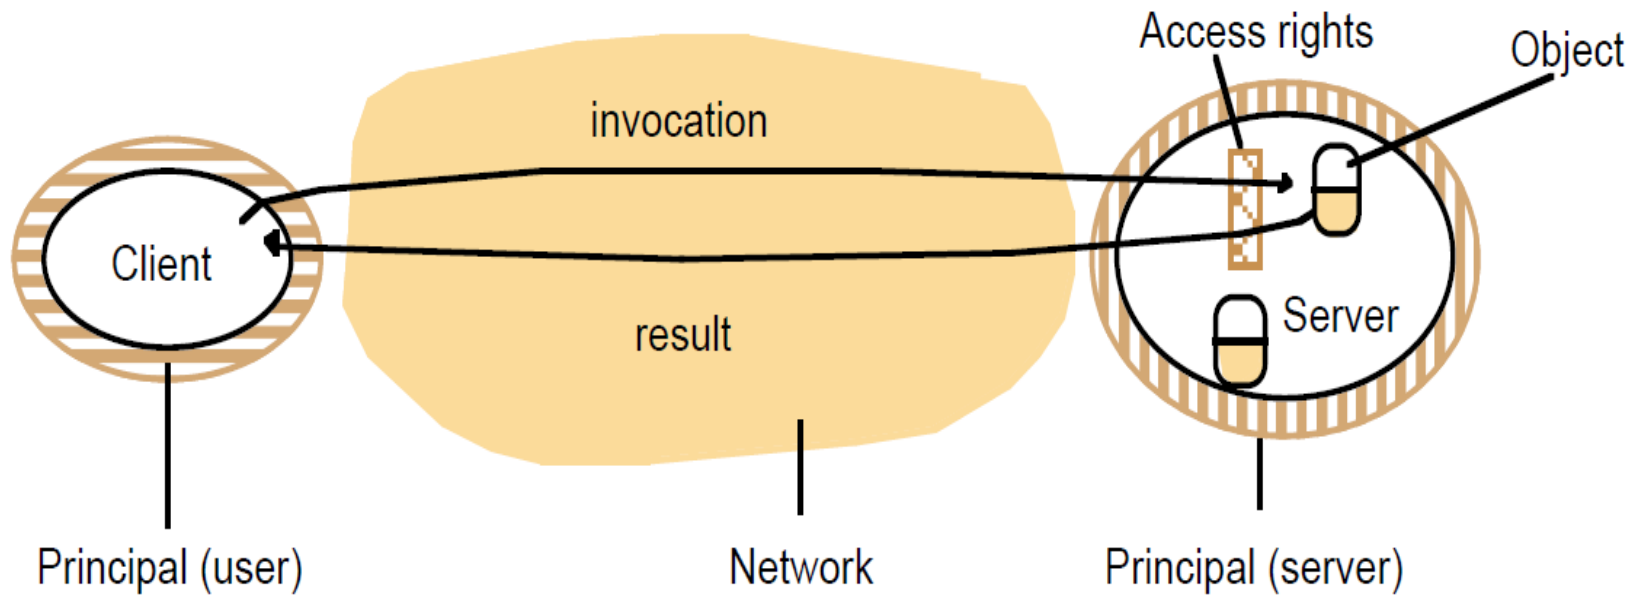 Access rights
Object
invocation
Client
result
Server
Principal (user)
Network
Principal (server)